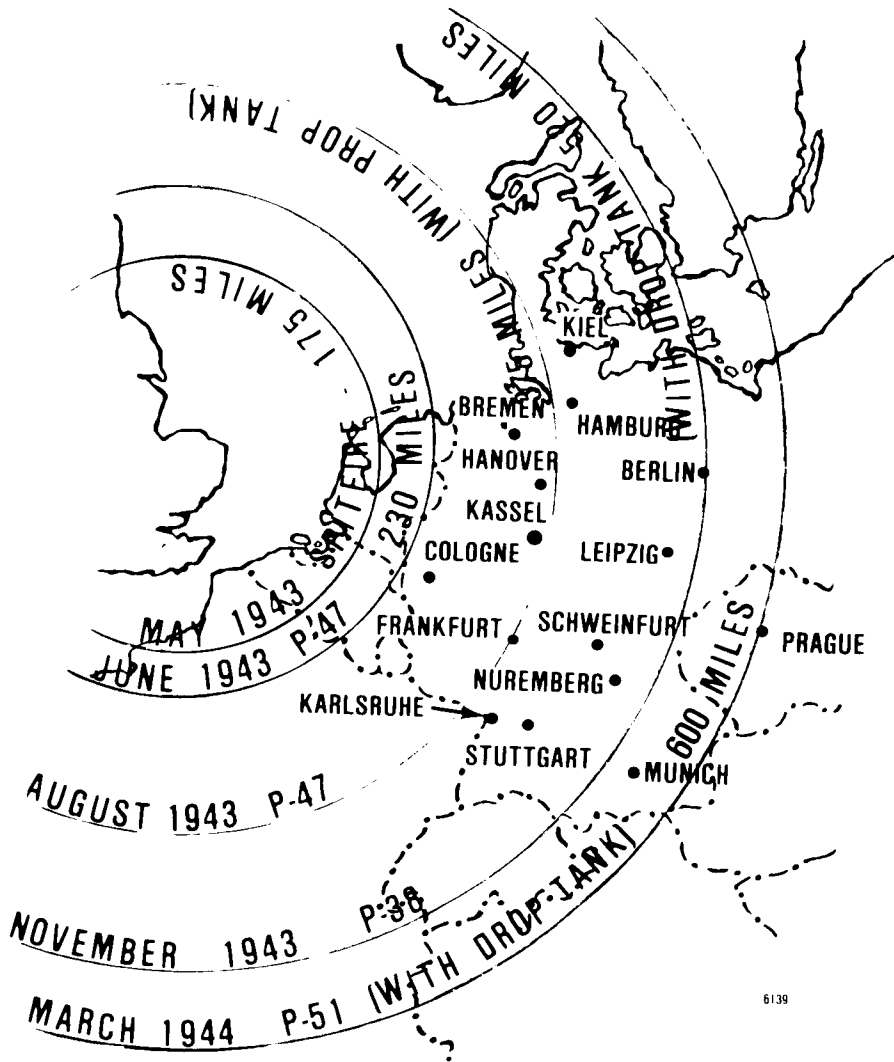 175 MILES
MAY 1943 SPITFIRE
JUNE 1943 P-47
230 MILES
AUGUST 1943 P-47
375 MILES (WITH PROP TANK)
NOVEMBER 1943 P-38
(WITH DROP TANK
520 MILES
MARCH 1944 P-51 (WITH DROP TANK)
600 MILES
KIEL
BREMEN
HAMBURG
HANOVER
BERLIN
KASSEL
COLOGNE
LEIPZIG
FRANKFURT
SCHWEINFURT
PRAGUE
NUREMBERG
KARLSRUHE
STUTTGART
MUNICH
6139